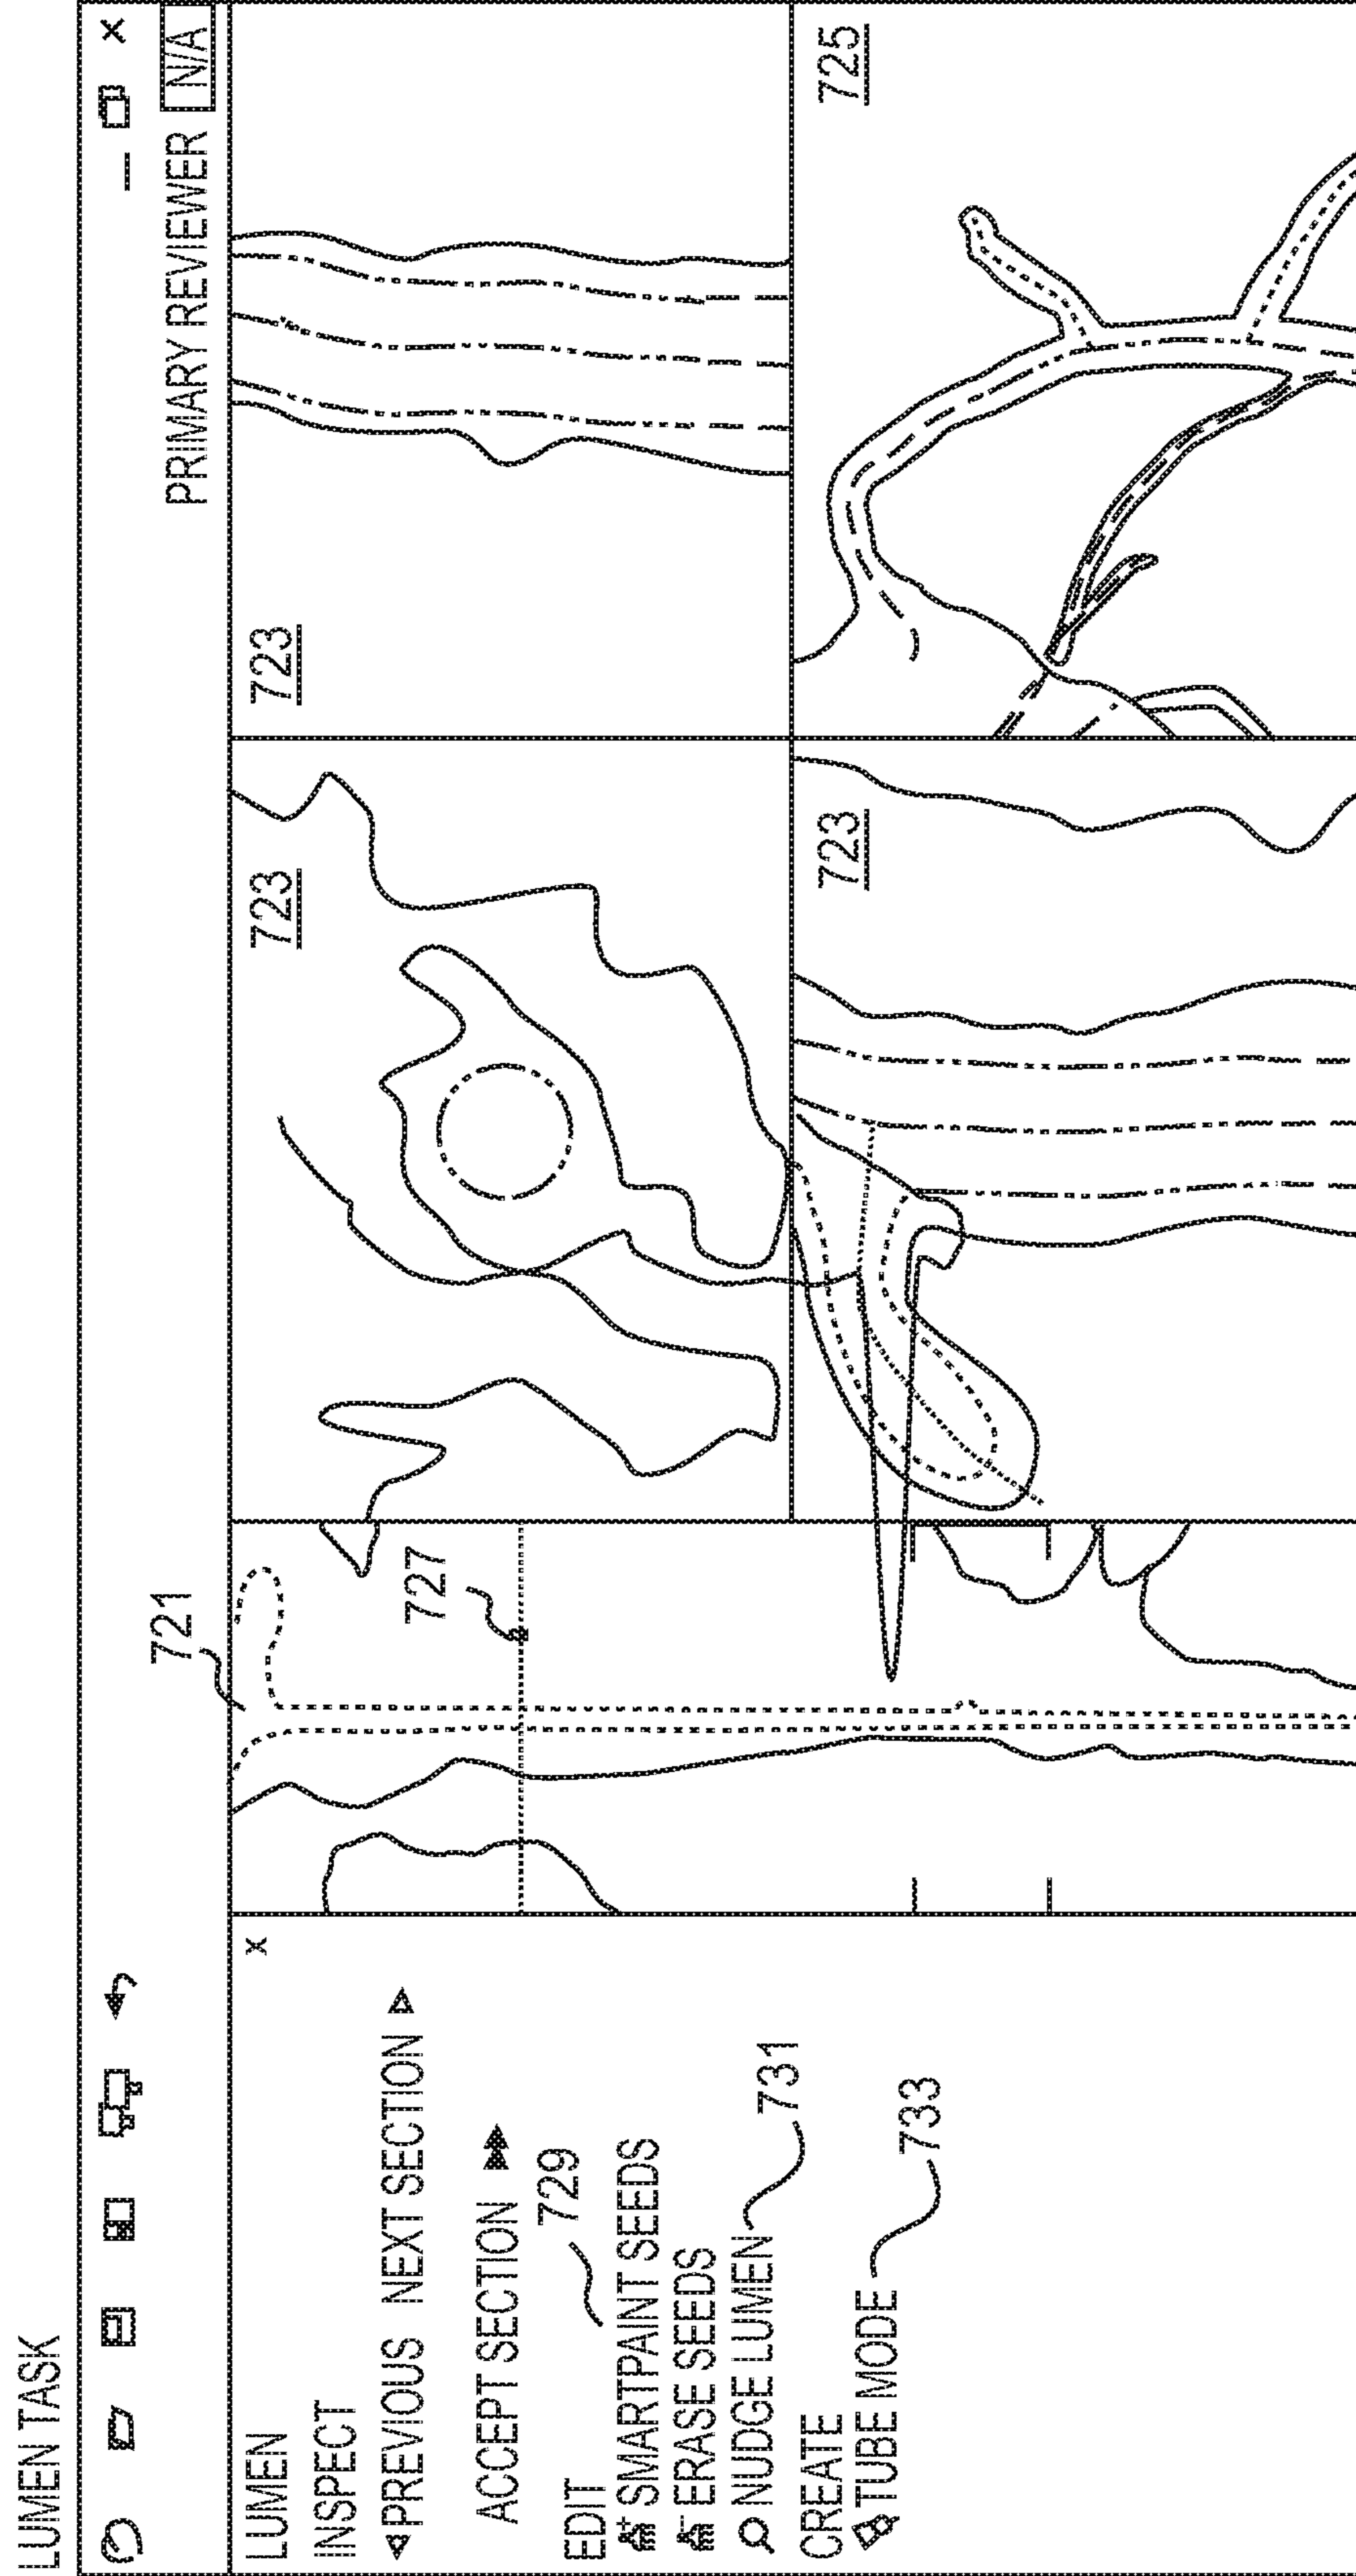 LUMEN TASK
PRIMARY REVIEWER N/A
LUMEN x
INSPECT
PREVIOUS NEXT SECTION
ACCEPT SECTION
EDIT 729
SMARTPAINT SEEDS
ERASE SEEDS
NUDGE LUMEN 731
CREATE
TUBE MODE 733
721
727
723
723
723
725